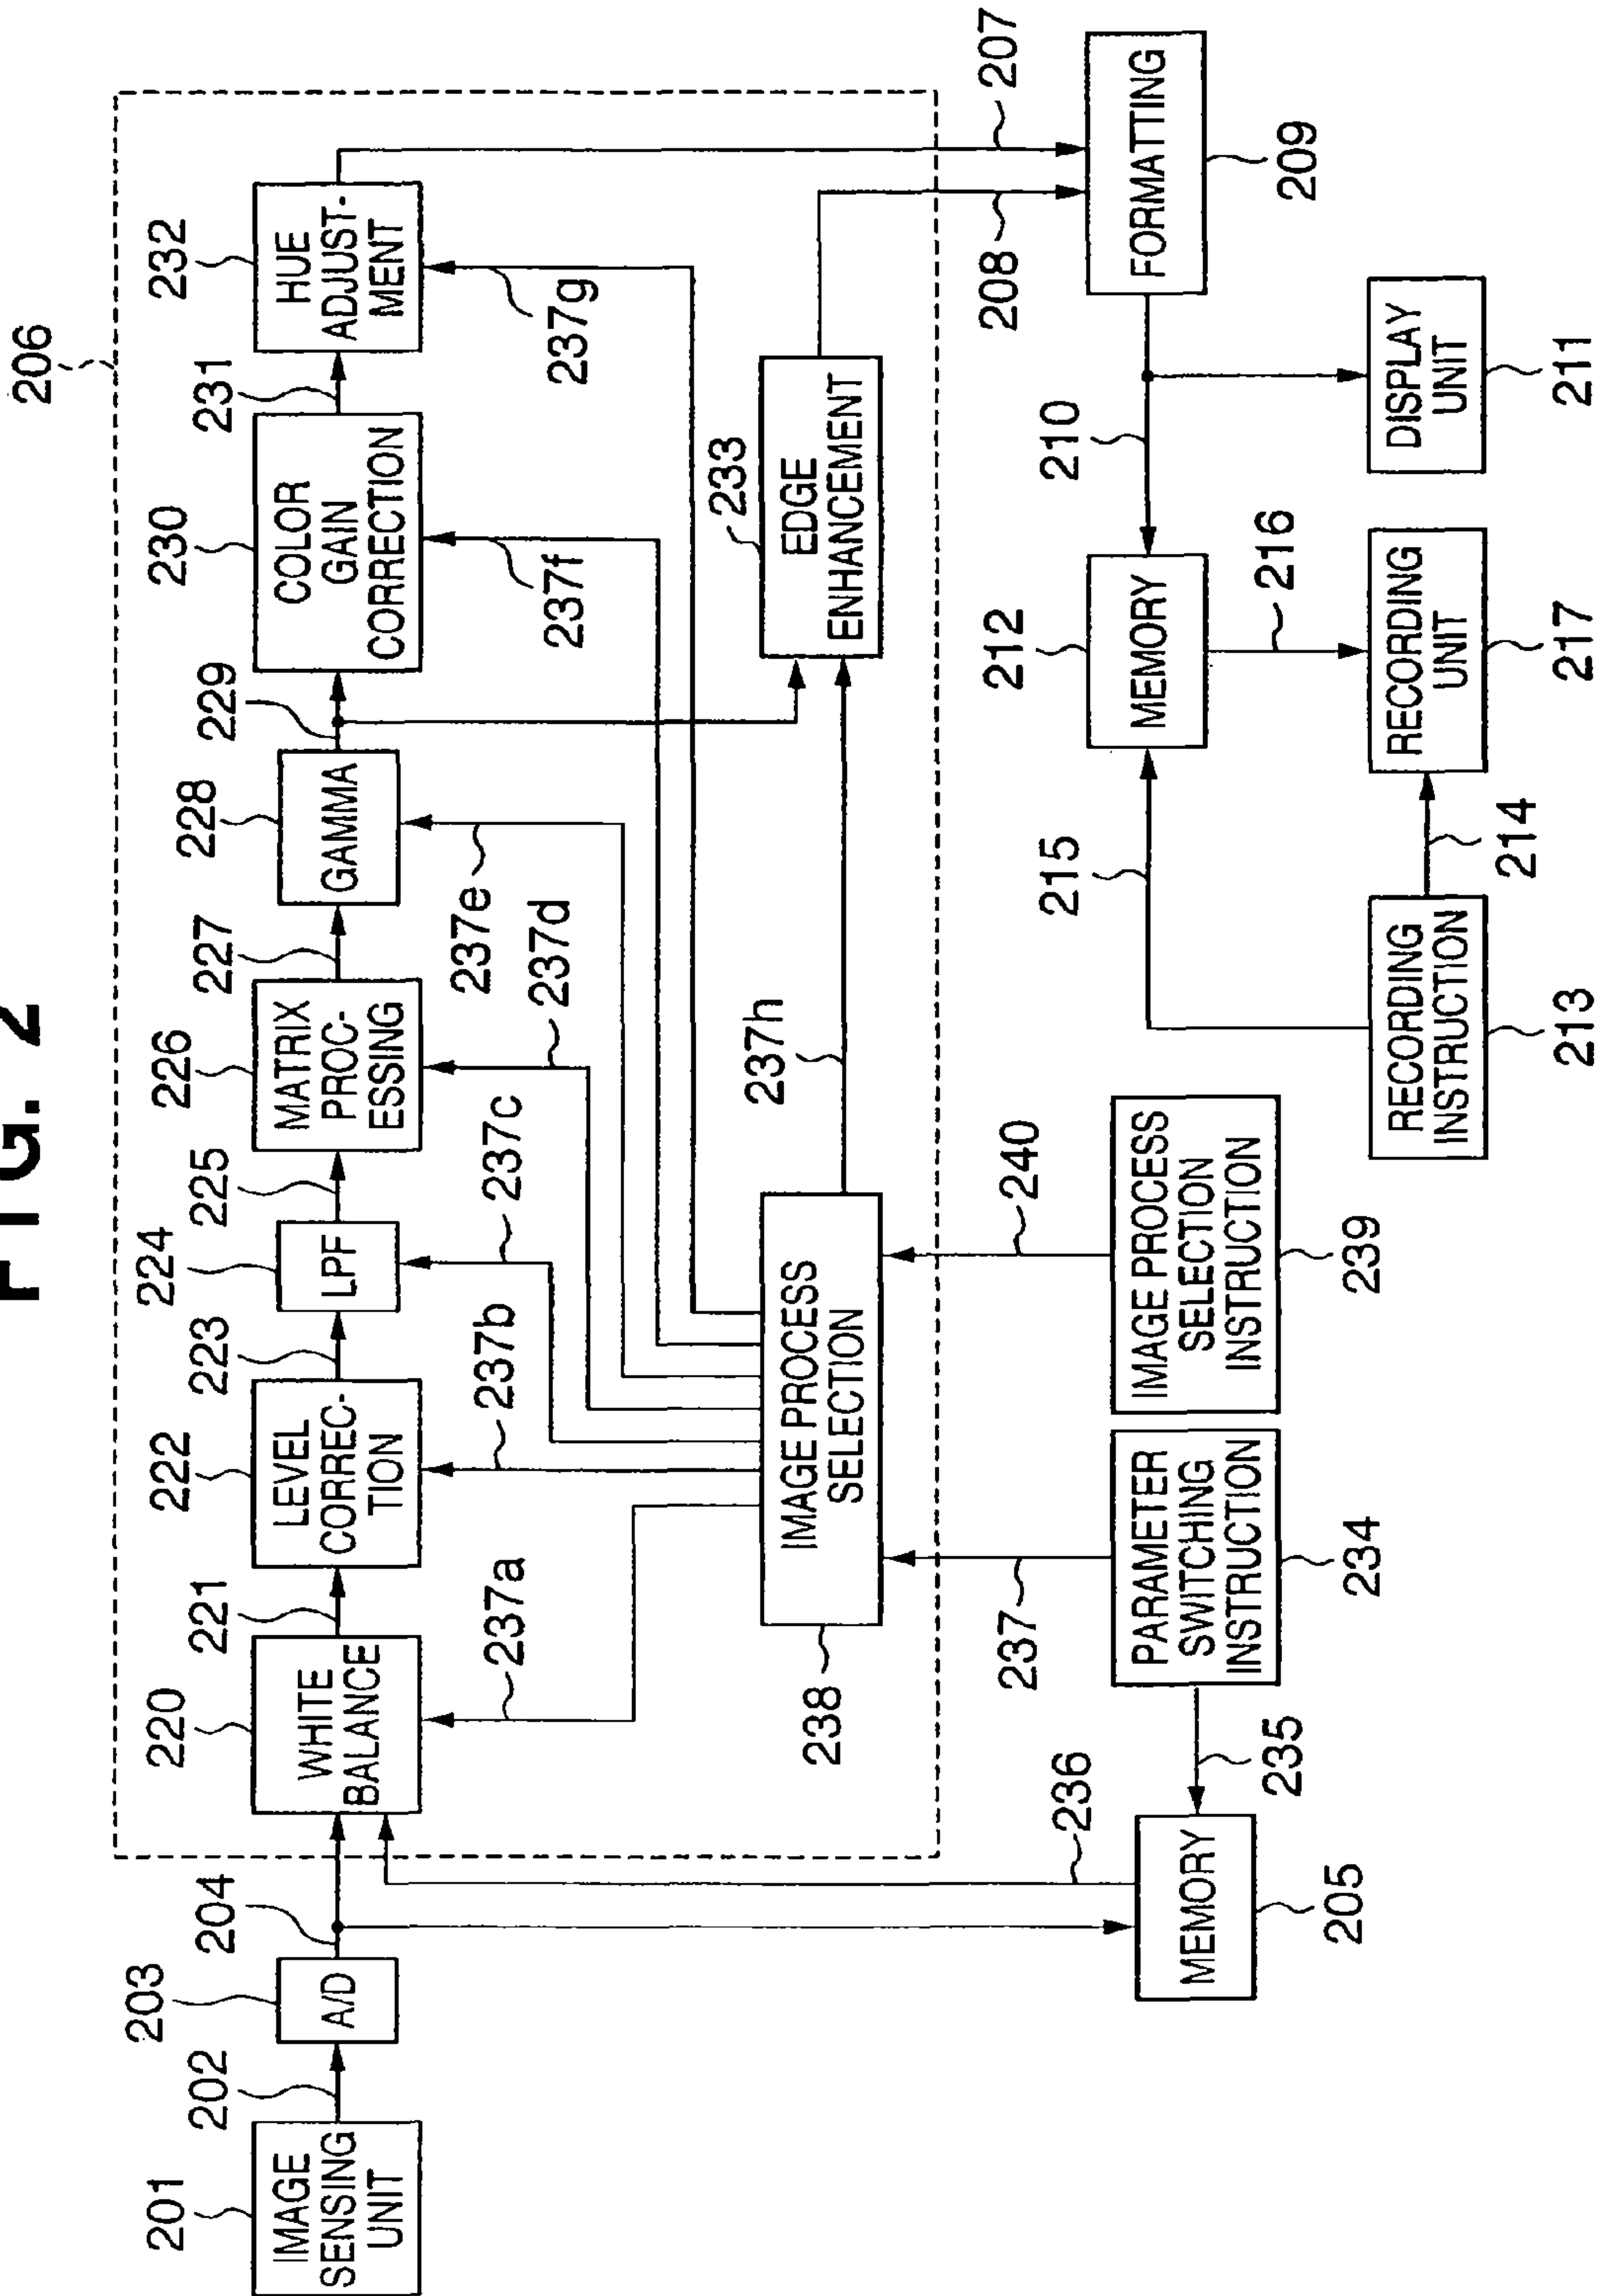 FIG. 2
206
201
IMAGE
SENSING
UNIT
202
203
A/D
204
220
WHITE
BALANCE
221
222
LEVEL
CORREC-
TION
223
224
LPF
225
226
MATRIX
PROC-
ESSING
227
228
GAMMA
229
230
COLOR
GAIN
CORRECTION
231
232
HUE
ADJUST-
MENT
237a
237b
237c
237d
237e
237f
237g
237h
238
IMAGE PROCESS
SELECTION
233
EDGE
ENHANCEMENT
207
208
236
237
240
205
MEMORY
235
234
PARAMETER
SWITCHING
INSTRUCTION
239
IMAGE PROCESS
SELECTION
INSTRUCTION
209
FORMATTING
210
212
MEMORY
215
216
211
DISPLAY
UNIT
217
RECORDING
UNIT
214
213
RECORDING
INSTRUCTION